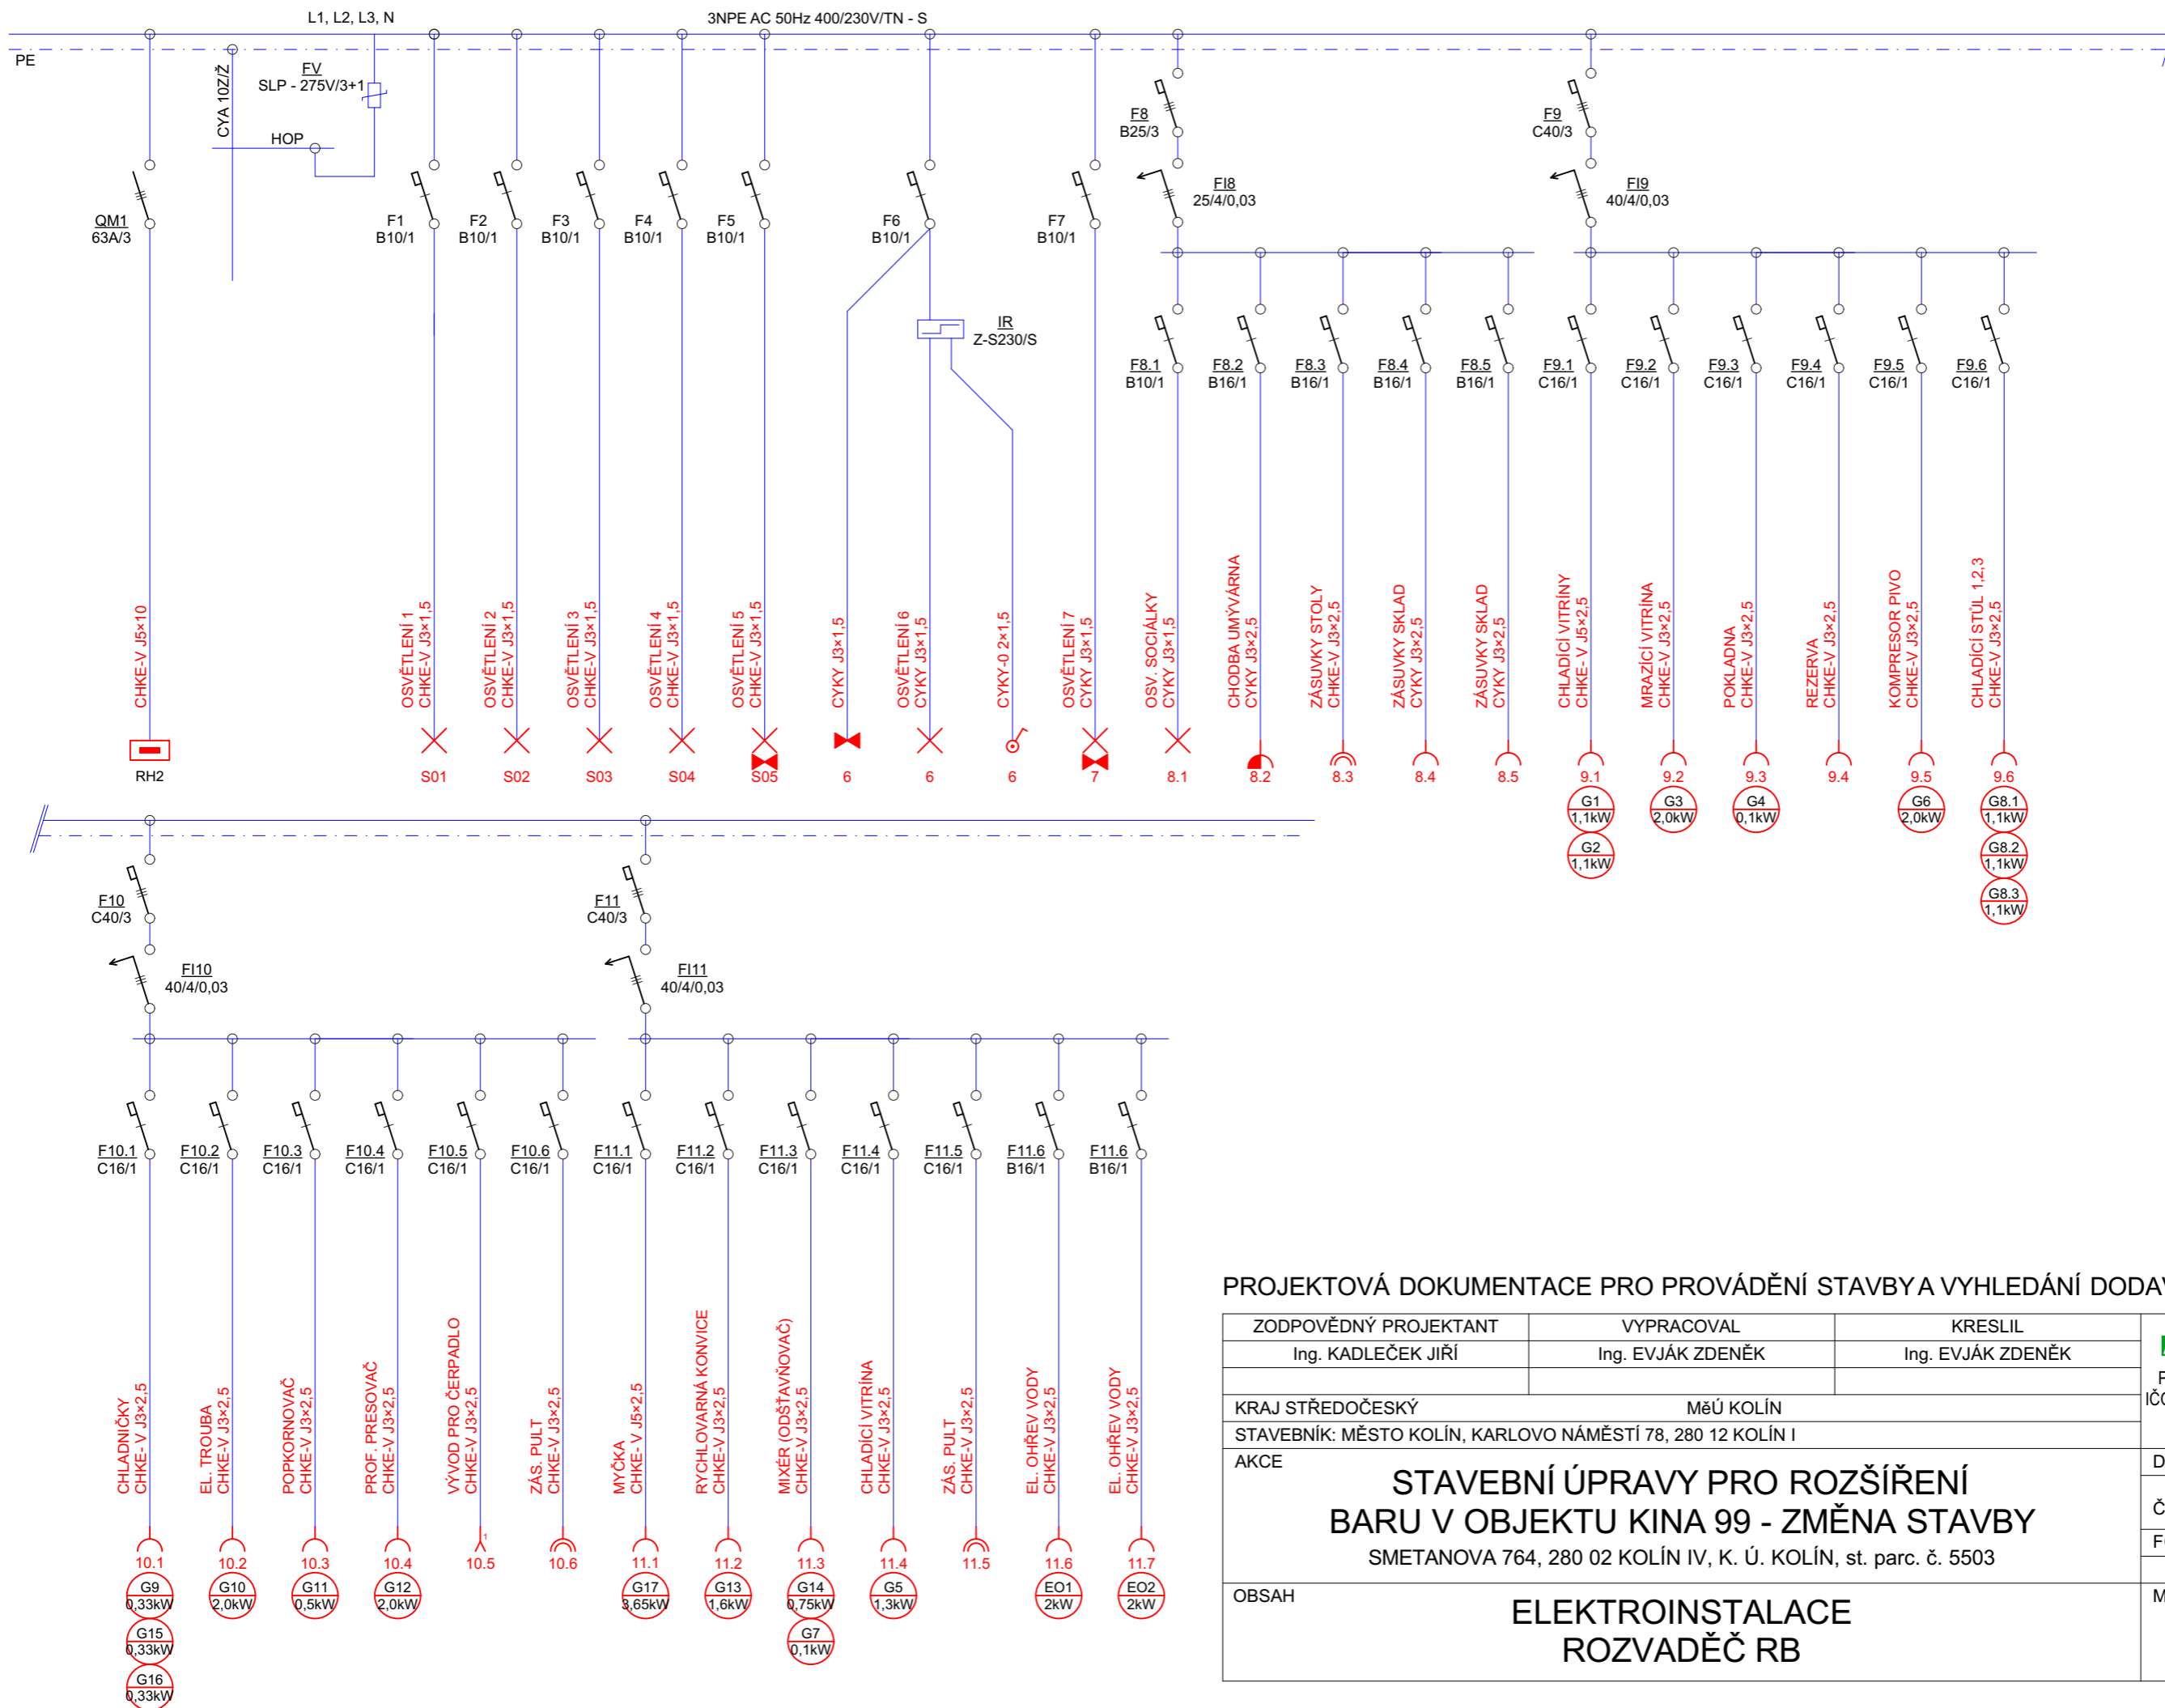 L1, L2, L3, N
3NPE AC 50Hz 400/230V/TN - S
PE
CYA 10Z/Ž
FV
SLP - 275V/3+1
HOP
QM1
63A/3
F1
B10/1
F2
B10/1
F3
B10/1
F4
B10/1
F5
B10/1
F6
B10/1
F7
B10/1
F8
B25/3
FI8
25/4/0,03
F9
C40/3
FI9
40/4/0,03
IR
Z-S230/S
F8.1
B10/1
F8.2
B16/1
F8.3
B16/1
F8.4
B16/1
F8.5
B16/1
F9.1
C16/1
F9.2
C16/1
F9.3
C16/1
F9.4
C16/1
F9.5
C16/1
F9.6
C16/1
CHKE-V J5×10
OSVĚTLENÍ 1
CHKE-V J3×1,5
OSVĚTLENÍ 2
CHKE-V J3×1,5
OSVĚTLENÍ 3
CHKE-V J3×1,5
OSVĚTLENÍ 4
CHKE-V J3×1,5
OSVĚTLENÍ 5
CHKE-V J3×1,5
CYKY J3×1,5
OSVĚTLENÍ 6
CYKY J3×1,5
CYKY-0 2×1,5
OSVĚTLENÍ 7
CYKY J3×1,5
OSV. SOCIÁLKY
CYKY J3×1,5
CHODBA UMÝVÁRNA
CYKY J3×2,5
ZÁSUVKY STOLY
CHKE-V J3×2,5
ZÁSUVKY SKLAD
CYKY J3×2,5
ZÁSUVKY SKLAD
CYKY J3×2,5
CHLADÍCÍ VITRÍNY
CHKE- V J5×2,5
MRAZÍCÍ VITRÍNA
CHKE-V J3×2,5
POKLADNA
CHKE-V J3×2,5
REZERVA
CHKE-V J3×2,5
KOMPRESOR PIVO
CHKE-V J3×2,5
CHLADÍCÍ STŮL 1,2,3
CHKE-V J3×2,5
RH2
S01
S02
S03
S04
S05
6
6
6
7
8.1
8.2
8.3
8.4
8.5
9.1
9.2
9.3
9.4
9.5
9.6
G1
1,1kW
G2
1,1kW
G3
2,0kW
G4
0,1kW
G6
2,0kW
G8.1
1,1kW
G8.2
1,1kW
G8.3
1,1kW
F10
C40/3
FI10
40/4/0,03
F11
C40/3
FI11
40/4/0,03
F10.1
C16/1
F10.2
C16/1
F10.3
C16/1
F10.4
C16/1
F10.5
C16/1
F10.6
C16/1
F11.1
C16/1
F11.2
C16/1
F11.3
C16/1
F11.4
C16/1
F11.5
C16/1
F11.6
B16/1
F11.6
B16/1
CHLADNIČKY
CHKE- V J3×2,5
EL. TROUBA
CHKE-V J3×2,5
POPKORNOVAČ
CHKE-V J3×2,5
PROF. PRESOVAČ
CHKE-V J3×2,5
VÝVOD PRO ČERPADLO
CHKE-V J3×2,5
ZÁS. PULT
CHKE-V J3×2,5
MYČKA
CHKE- V J5×2,5
RYCHLOVARNÁ KONVICE
CHKE-V J3×2,5
MIXÉR (ODŠŤAVŇOVAČ)
CHKE-V J3×2,5
CHLADÍCÍ VITRÍNA
CHKE-V J3×2,5
ZÁS. PULT
CHKE-V J3×2,5
EL. OHŘEV VODY
CHKE-V J3×2,5
EL. OHŘEV VODY
CHKE-V J3×2,5
10.1
10.2
10.3
10.4
1
10.5
10.6
11.1
11.2
11.3
11.4
11.5
11.6
11.7
G9
0,33kW
G15
0,33kW
G16
0,33kW
G10
2,0kW
G11
0,5kW
G12
2,0kW
G17
3,65kW
G13
1,6kW
G14
0,75kW
G7
0,1kW
G5
1,3kW
EO1
2kW
EO2
2kW
PROJEKTOVÁ DOKUMENTACE PRO PROVÁDĚNÍ STAVBY A VYHLEDÁNÍ
ZODPOVĚDNÝ PROJEKTANT
VYPRACOVAL
KRESLIL
Ing. KADLEČEK JIŘÍ
Ing. EVJÁK ZDENĚK
Ing. EVJÁK ZDENĚK
KRAJ STŘEDOČESKÝ
MěÚ KOLÍN
STAVEBNÍK: MĚSTO KOLÍN, KARLOVO NÁMĚSTÍ 78, 280 12 KOLÍN I
AKCE
STAVEBNÍ ÚPRAVY PRO ROZŠÍŘENÍ
BARU V OBJEKTU KINA 99 - ZMĚNA STAVBY
SMETANOVA 764, 280 02 KOLÍN IV, K. Ú. KOLÍN, st. parc. č. 5503
OBSAH
ELEKTROINSTALACE
ROZVADĚČ RB